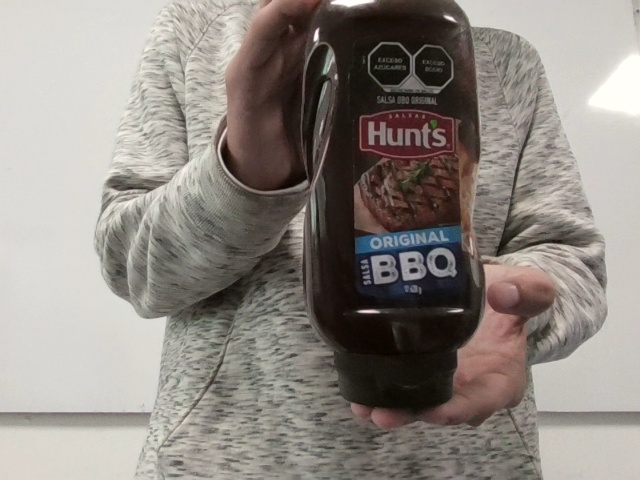 EXCESO EXCESO
AZÚCARES SODIO
SALSA BBQ ORIGINAL
SALSAS
Hunt's
ORIGINAL
SALSA BBQ